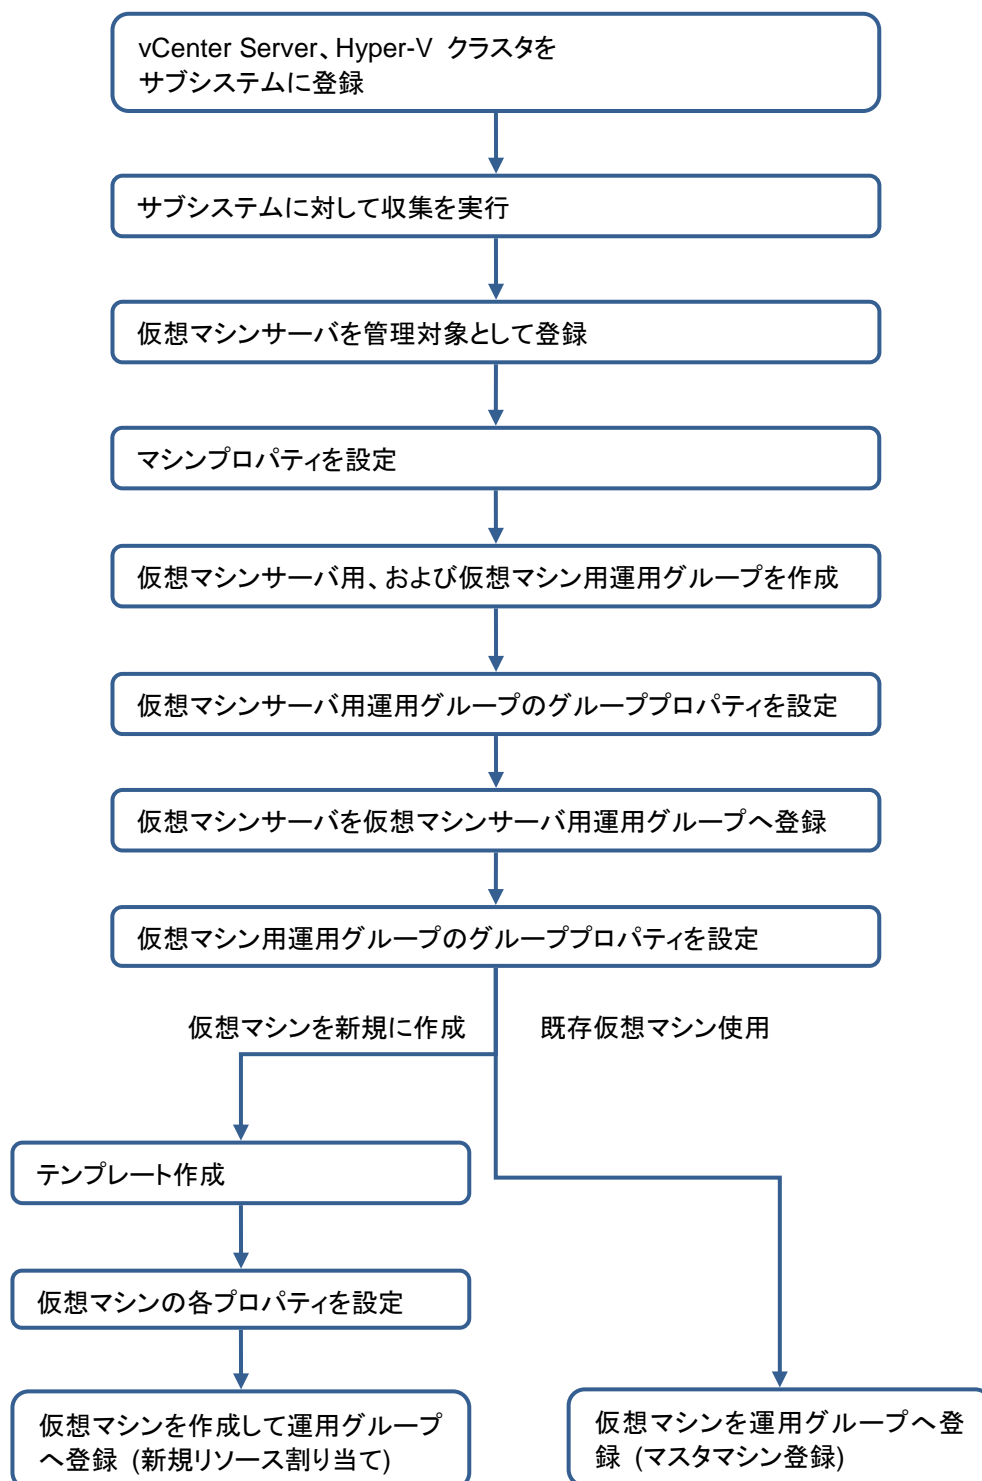 vCenter Server、Hyper-V クラスタを
サブシステムに登録
サブシステムに対して収集を実行
仮想マシンサーバを管理対象として登録
マシンプロパティを設定
仮想マシンサーバ用、および仮想マシン用運用グループを作成
仮想マシンサーバ用運用グループのグループプロパティを設定
仮想マシンサーバを仮想マシンサーバ用運用グループへ登録
仮想マシン用運用グループのグループプロパティを設定
仮想マシンを新規に作成
既存仮想マシン使用
テンプレート作成
仮想マシンの各プロパティを設定
仮想マシンを作成して運用グループ
へ登録 (新規リソース割り当て)
仮想マシンを運用グループへ登
録 (マスタマシン登録)